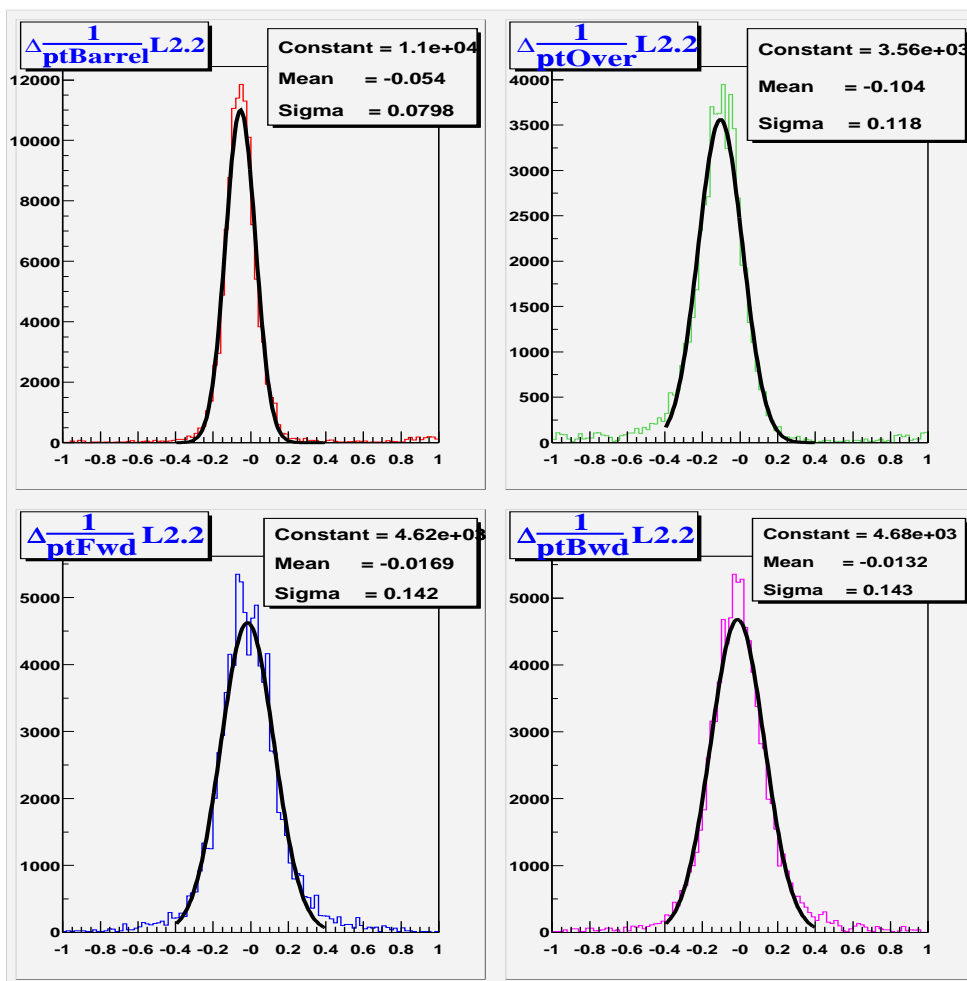 Δ 1/ptBarrel L2.2
Constant = 1.1e+04
Mean = -0.054
Sigma = 0.0798
12000
10000
8000
6000
4000
2000
0
-1 -0.8 -0.6 -0.4 -0.2 -0 0.2 0.4 0.6 0.8 1
Δ 1/ptOver L2.2
Constant = 3.56e+03
Mean = -0.104
Sigma = 0.118
4000
3500
3000
2500
2000
1500
1000
500
0
-1 -0.8 -0.6 -0.4 -0.2 -0 0.2 0.4 0.6 0.8 1
Δ 1/ptFwd L2.2
Constant = 4.62e+03
Mean = -0.0169
Sigma = 0.142
5000
4000
3000
2000
1000
0
-1 -0.8 -0.6 -0.4 -0.2 -0 0.2 0.4 0.6 0.8 1
Δ 1/ptBwd L2.2
Constant = 4.68e+03
Mean = -0.0132
Sigma = 0.143
5000
4000
3000
2000
1000
0
-1 -0.8 -0.6 -0.4 -0.2 -0 0.2 0.4 0.6 0.8 1